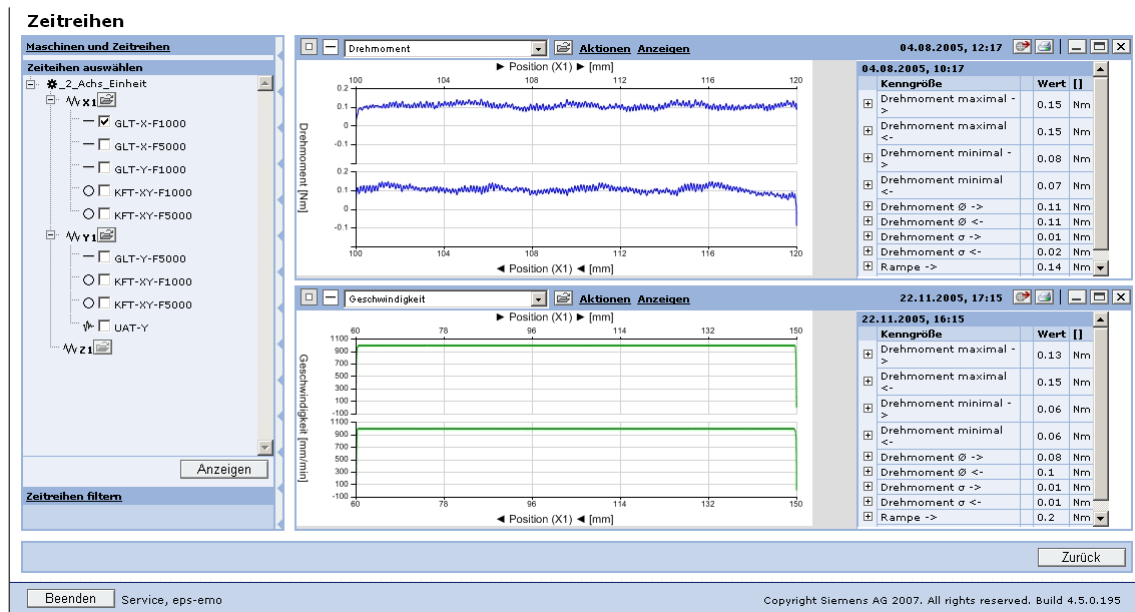 Zeitreihen
Maschinen und Zeitreihen
Zeiteihen auswählen
_2_Achs_Einheit
X1
GLT-X-F1000
GLT-X-F5000
GLT-Y-F1000
KFT-XY-F1000
KFT-XY-F5000
Y1
GLT-Y-F5000
KFT-XY-F1000
KFT-XY-F5000
UAT-Y
Z1
Anzeigen
Zeitreihen filtern
Drehmoment Aktionen Anzeigen 04.08.2005, 12:17
► Position (X1) ► [mm]
100 104 108 112 116 120
0.2
0.1
0
-0.1
0.2
0.1
0
-0.1
Drehmoment [Nm]
100 104 108 112 116 120
◄ Position (X1) ◄ [mm]
04.08.2005, 10:17
Kenngröße Wert []
Drehmoment maximal -
> 0.15 Nm
Drehmoment maximal
<- 0.15 Nm
Drehmoment minimal -
> 0.08 Nm
Drehmoment minimal
<- 0.07 Nm
Drehmoment Ø -> 0.11 Nm
Drehmoment Ø <- 0.11 Nm
Drehmoment σ -> 0.01 Nm
Drehmoment σ <- 0.02 Nm
Rampe -> 0.14 Nm
Geschwindigkeit Aktionen Anzeigen 22.11.2005, 17:15
► Position (X1) ► [mm]
60 78 96 114 132 150
1100
900
700
500
300
100
-100
1100
900
700
500
300
100
-100
Geschwindigkeit [mm/min]
60 78 96 114 132 150
◄ Position (X1) ◄ [mm]
22.11.2005, 16:15
Kenngröße Wert []
Drehmoment maximal -
> 0.13 Nm
Drehmoment maximal
<- 0.15 Nm
Drehmoment minimal -
> 0.06 Nm
Drehmoment minimal
<- 0.06 Nm
Drehmoment Ø -> 0.08 Nm
Drehmoment Ø <- 0.1 Nm
Drehmoment σ -> 0.01 Nm
Drehmoment σ <- 0.01 Nm
Rampe -> 0.2 Nm
Zurück
Beenden Service, eps-emo
Copyright Siemens AG 2007. All rights reserved. Build 4.5.0.195